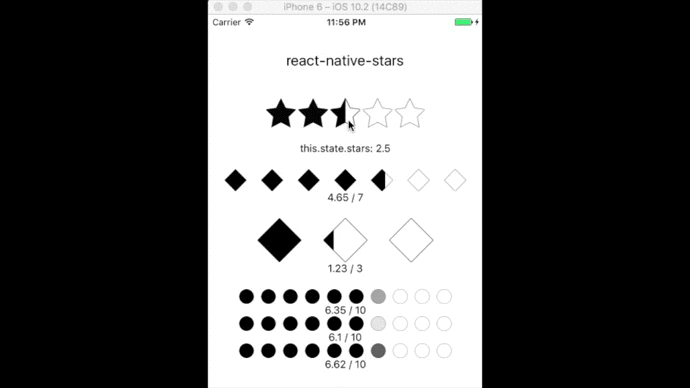 iPhone 6 – iOS 10.2 (14C89)
Carrier 11:56 PM
react-native-stars
this.state.stars: 2.5
4.65 / 7
1.23 / 3
6.35 / 10
6.1 / 10
6.62 / 10